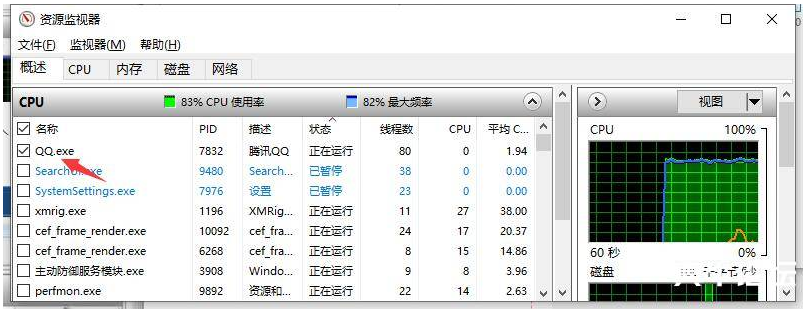 资源监视器
文件(F) 监视器(M) 帮助(H)
概述 CPU 内存 磁盘 网络
CPU 83% CPU 使用率 82% 最大频率
名称 PID 描述 状态 线程数 CPU 平均 C...
QQ.exe 7832 腾讯QQ 正在运行 80 0 1.94
9480 Search... 已暂停 38 0 0.00
SystemSettings.exe 7976 设置 已暂停 23 0 0.00
xmrig.exe 1196 XMRig... 正在运行 11 27 38.00
cef_frame_render.exe 10092 cef_fra... 正在运行 24 17 20.37
cef_frame_render.exe 6268 cef_fra... 正在运行 8 15 14.86
主动防御服务模块.exe 3908 Windo... 正在运行 9 8 3.96
perfmon.exe 9892 资源和... 正在运行 22 14 2.63
视图
CPU 100%
60 秒 0%
磁盘